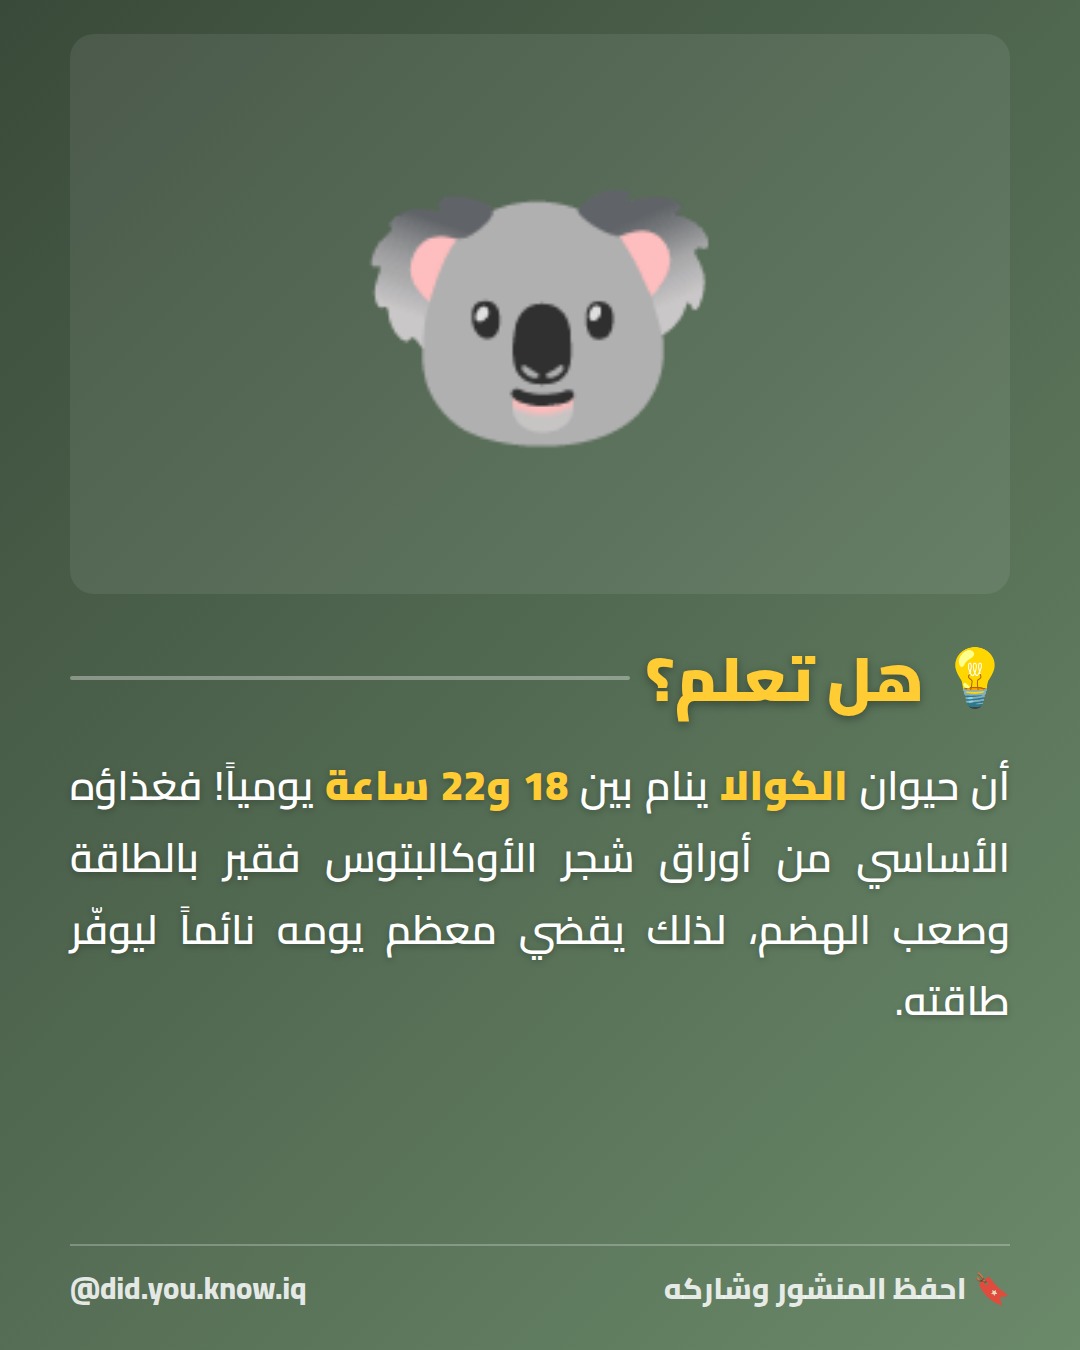 💡 هل تعلم؟
أن حيوان الكوالا ينام بين 18 و22 ساعة يومياً! فغذاؤه
الأساسي من أوراق شجر الأوكالبتوس فقير بالطاقة
وصعب الهضم، لذلك يقضي معظم يومه نائماً ليوفّر
طاقته.
🔖 احفظ المنشور وشاركه
@did.you.know.iq